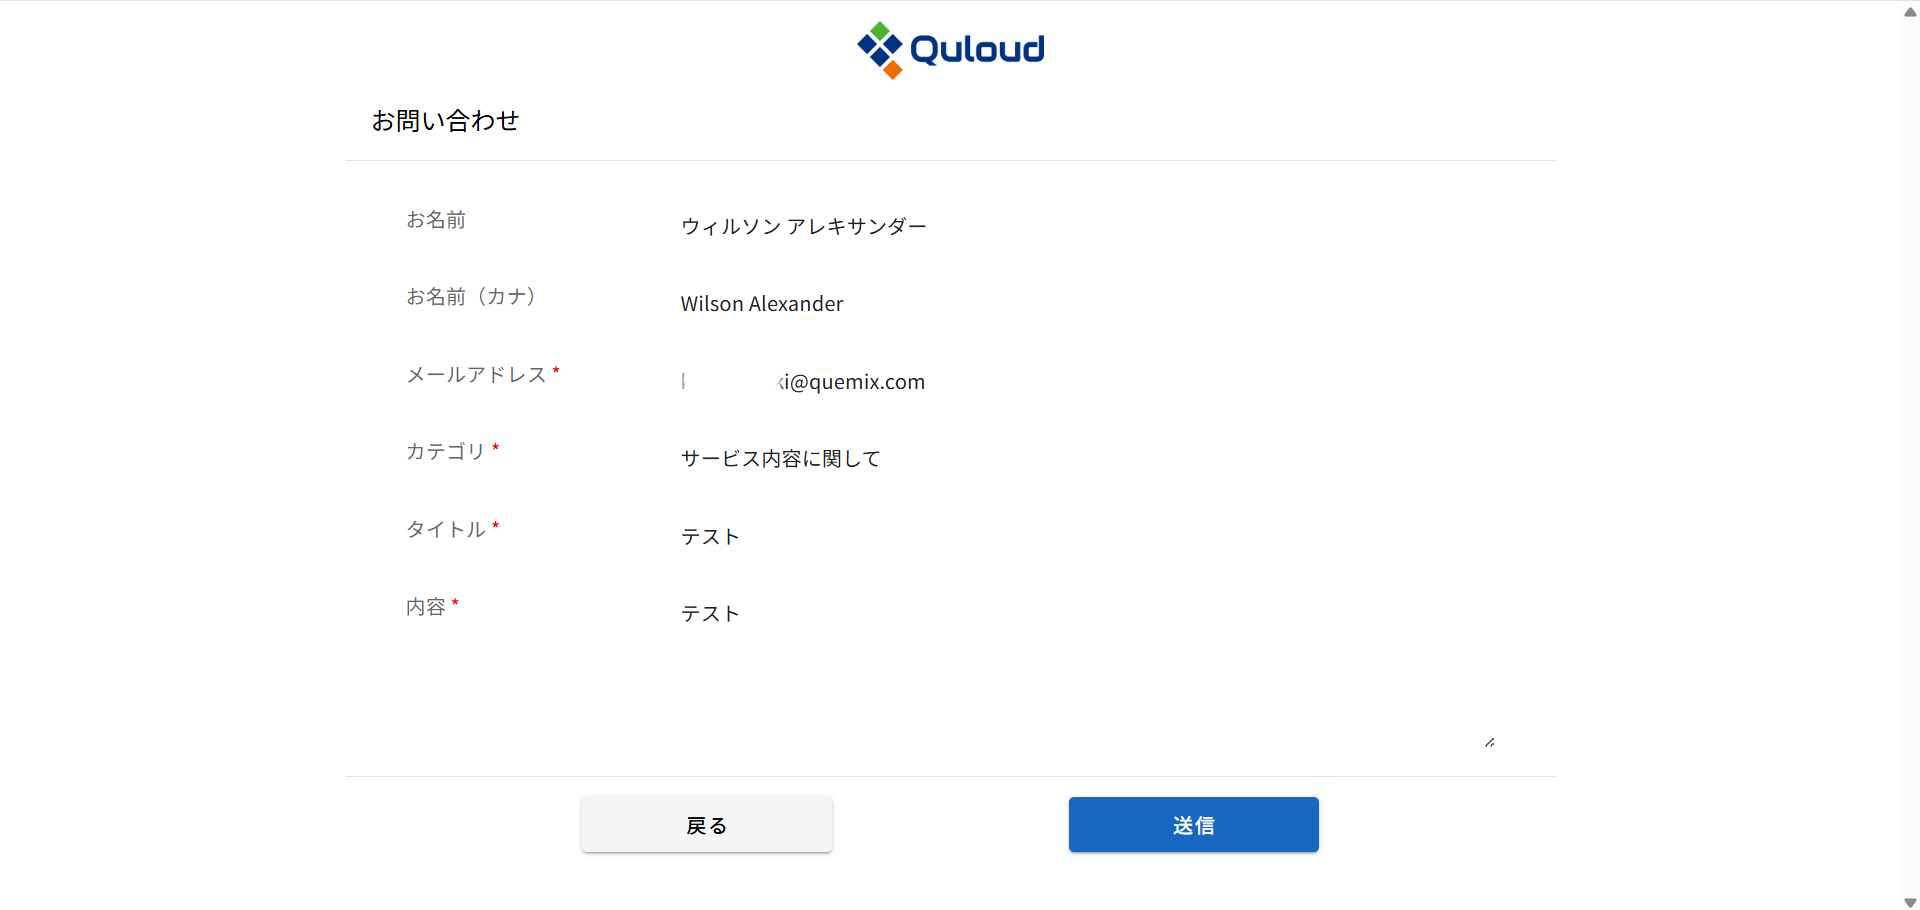 Quloud
お問い合わせ
お名前 ウィルソン アレキサンダー
お名前（カナ） Wilson Alexander
メールアドレス * ki@quemix.com
カテゴリ * サービス内容に関して
タイトル * テスト
内容 * テスト
戻る 送信